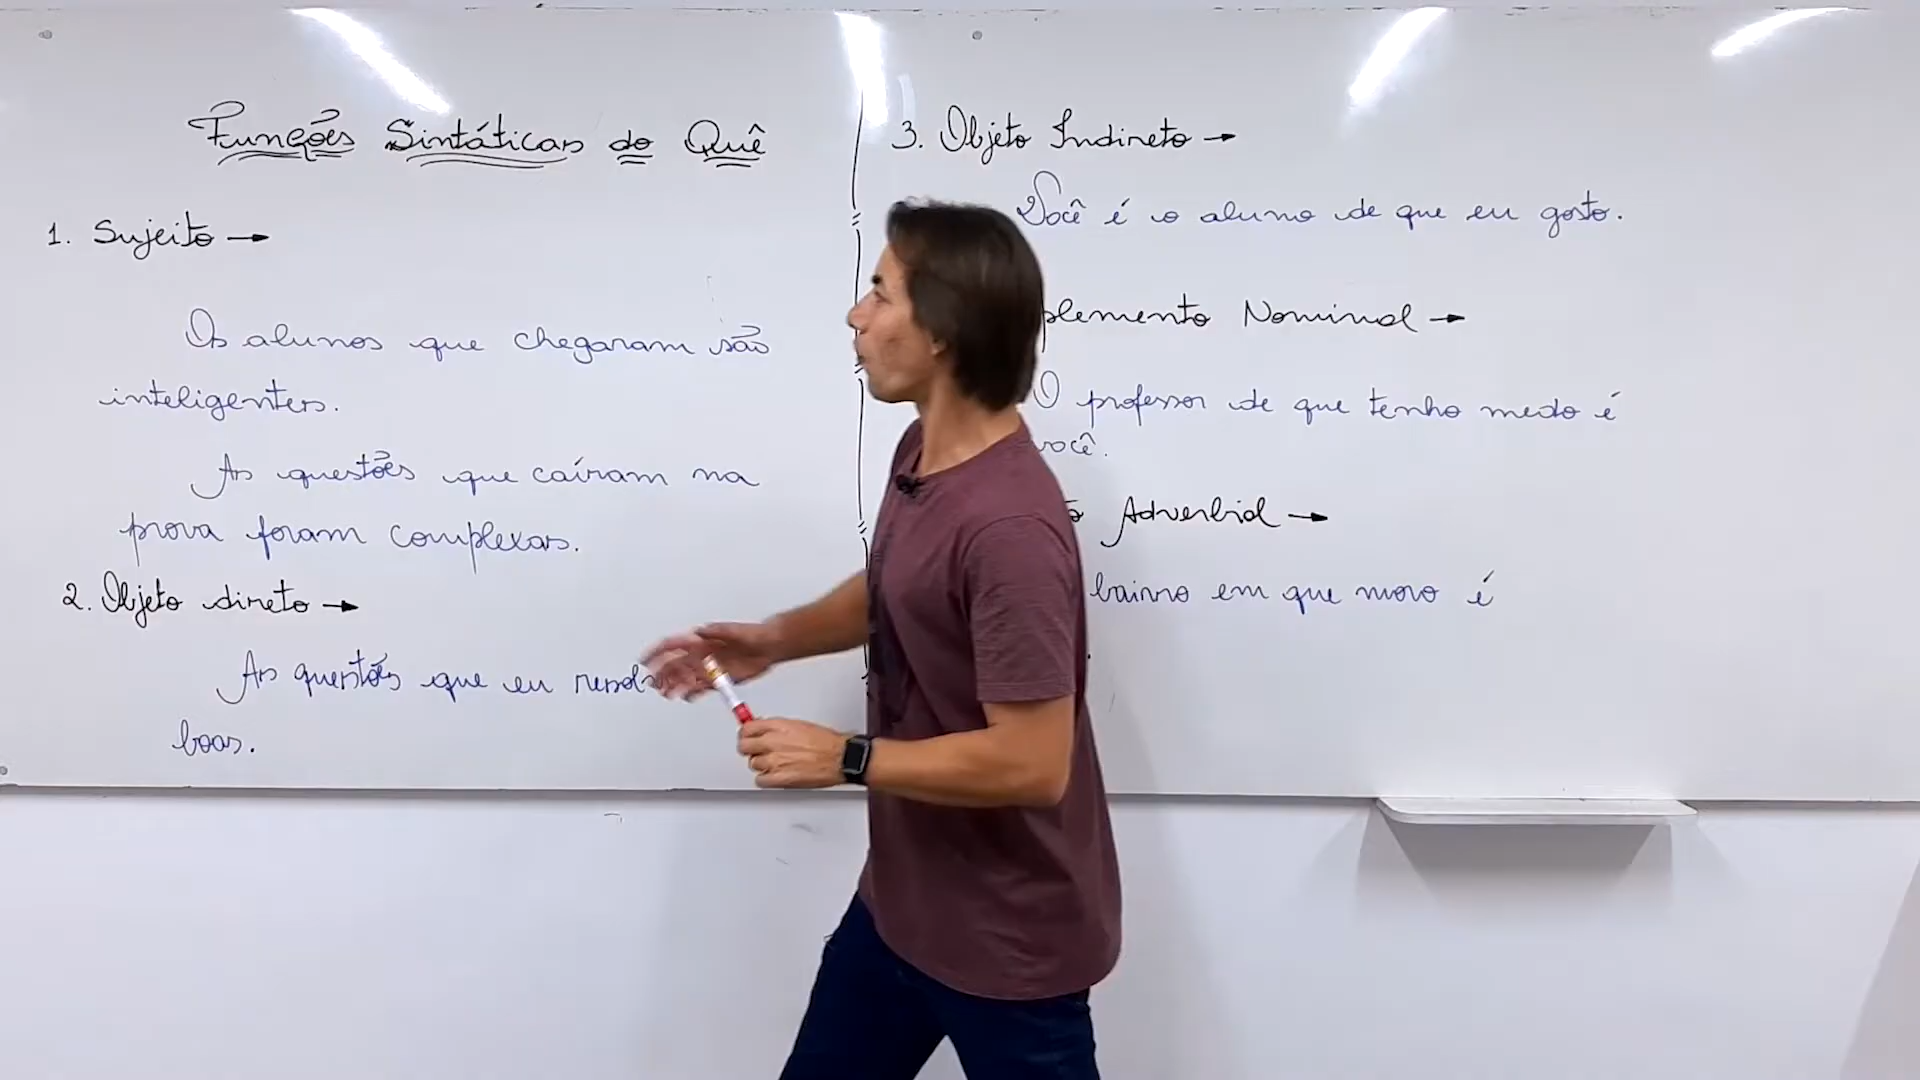 Funções Sintáticas do Quê
1. Sujeito →
Os alunos que chegaram são
inteligentes.
As questões que caíram na
prova foram complexas.
2. Objeto direto →
As questões que eu
boas.
3. Objeto Indireto →
Você é o aluno de que eu gosto.
plemento Nominal →
O professor de que tenho medo é
você.
Adverbial →
bairro em que moro é